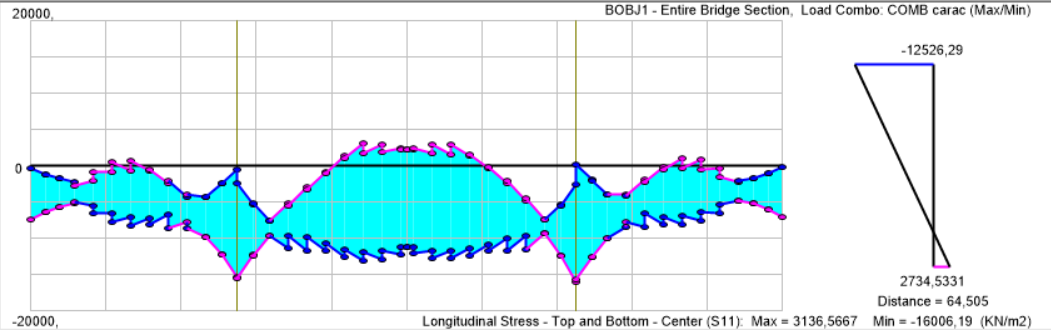 20000,
BOBJ1 - Entire Bridge Section, Load Combo: COMB carac (Max/Min)
-12526,29
0
2734,5331
Distance = 64,505
-20000,
Longitudinal Stress - Top and Bottom - Center (S11): Max = 3136,5667 Min = -16006,19 (KN/m2)